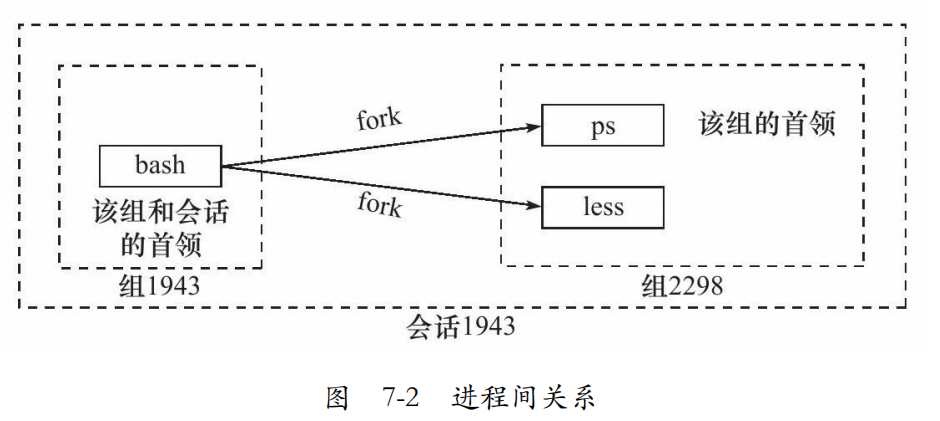 fork
ps
该组的首领
bash
fork
less
该组和会话
的首领
组1943
组2298
会话1943
图 7-2 进程间关系